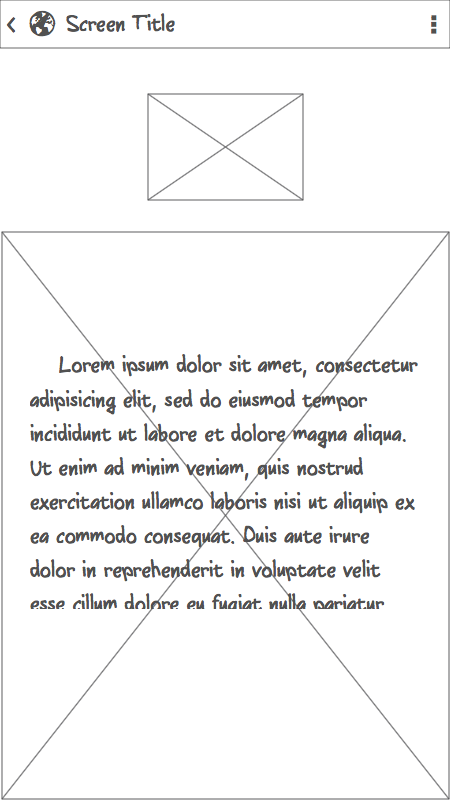 Screen Title
Lorem ipsum dolor sit amet, consectetur
adipisicing elit, sed do eiusmod tempor
incididunt ut labore et dolore magna aliqua.
Ut enim ad minim veniam, quis nostrud
exercitation ullamco laboris nisi ut aliquip ex
ea commodo consequat. Duis aute irure
dolor in reprehenderit in voluptate velit
esse cillum dolore eu fugiat nulla pariatur